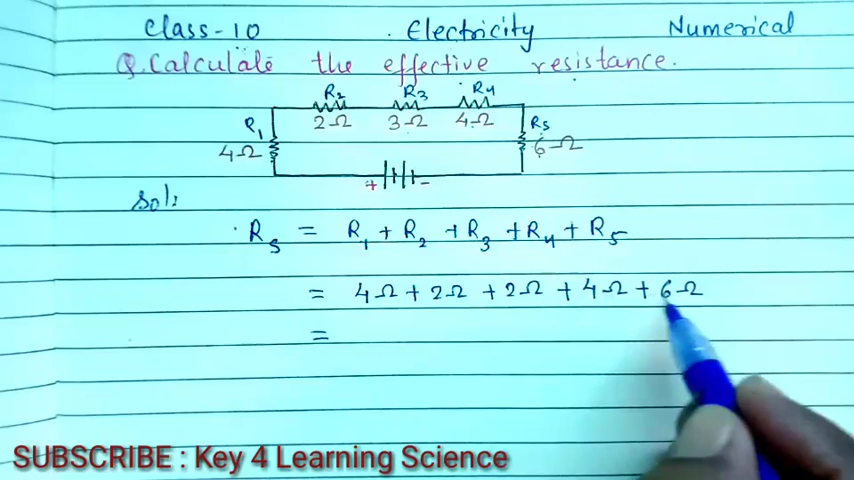 Class-10 Electricity Numerical
Q. Calculate the effective resistance.
R2 R3 R4
R1 2Ω 3Ω 4Ω R5
4Ω 6Ω
+ -
Sol:
Rs = R1 + R2 + R3 + R4 + R5
= 4Ω + 2Ω + 2Ω + 4Ω + 6Ω
=
SUBSCRIBE : Key 4 Learning Science